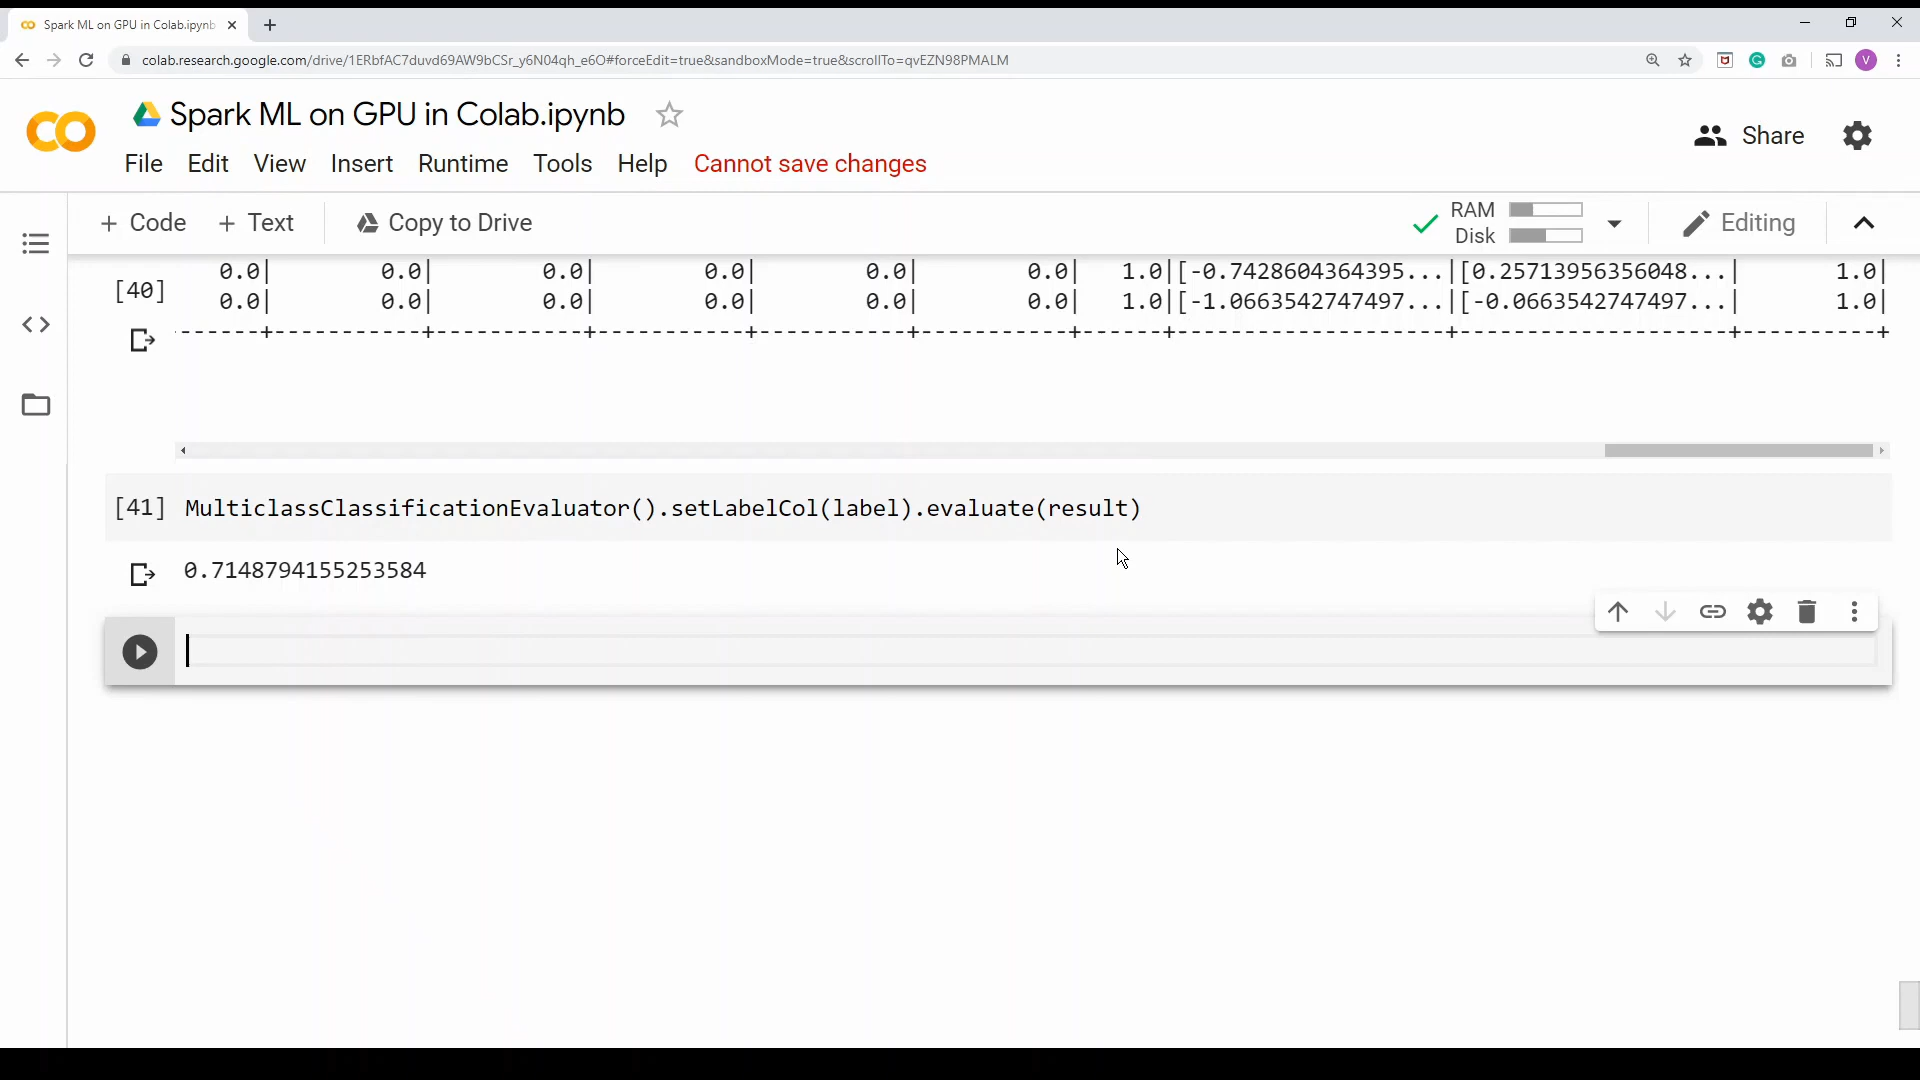 Spark ML on GPU in Colab.ipynb
colab.research.google.com/drive/1ERbfAC7duvd69AW9bCSr_y6N04qh_e6O#forceEdit=true&sandboxMode=true&scrollTo=qvEZN98PMALM
V
Spark ML on GPU in Colab.ipynb
File Edit View Insert Runtime Tools Help Cannot save changes
Share
+ Code + Text Copy to Drive
RAM
Disk
Editing
[40]
0.0| 0.0| 0.0| 0.0| 0.0| 0.0| 1.0|[-0.7428604364395...|[0.25713956356048...| 1.0|
0.0| 0.0| 0.0| 0.0| 0.0| 0.0| 1.0|[-1.0663542747497...|[-0.0663542747497...| 1.0|
------+----------+----------+----------+----------+----------+------+--------------------+--------------------+----------+
[41] MulticlassClassificationEvaluator().setLabelCol(label).evaluate(result)
0.7148794155253584